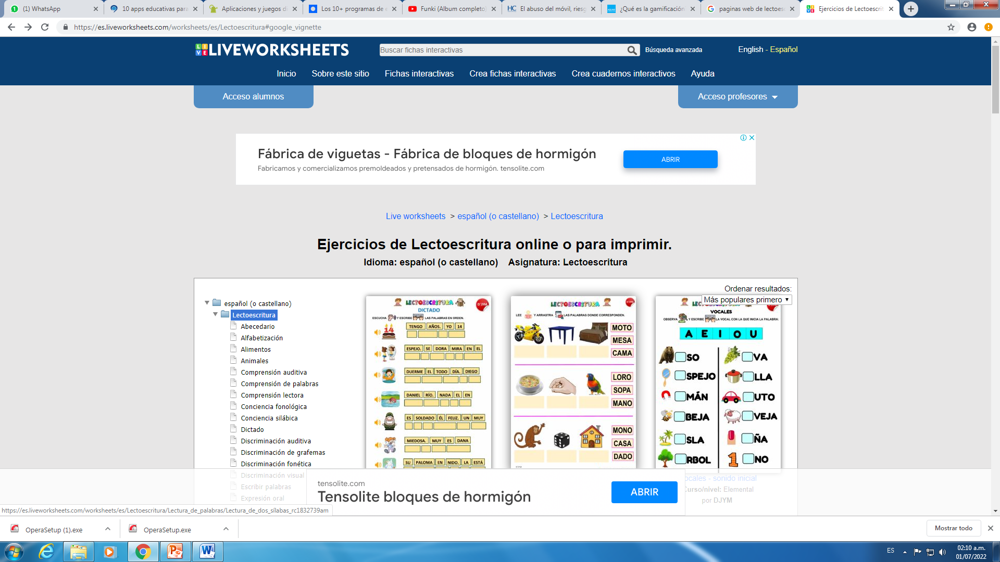 (1) WhatsApp
10 apps educativas para
Aplicaciones y juegos di
Los 10+ programas de e
Funki (Album completo)
El abuso del móvil, riesg
¿Qué es la gamificación
paginas web de lectoesc
Ejercicios de Lectoescrit
https://es.liveworksheets.com/worksheets/es/Lectoescritura#google_vignette
LIVE LIVEWORKSHEETS
Buscar fichas interactivas
Búsqueda avanzada
English - Español
Inicio Sobre este sitio Fichas interactivas Crea fichas interactivas Crea cuadernos interactivos Ayuda
Acceso alumnos
Acceso profesores
Fábrica de viguetas - Fábrica de bloques de hormigón
Fabricamos y comercializamos premoldeados y pretensados de hormigón. tensolite.com
ABRIR
Live worksheets > español (o castellano) > Lectoescritura
Ejercicios de Lectoescritura online o para imprimir.
Idioma: español (o castellano) Asignatura: Lectoescritura
Ordenar resultados:
Más populares primero
español (o castellano)
Lectoescritura
Abecedario
Alfabetización
Alimentos
Animales
Comprensión auditiva
Comprensión de palabras
Comprensión lectora
Conciencia fonológica
Conciencia silábica
Dictado
Discriminación auditiva
Discriminación de grafemas
Discriminación fonética
Discriminación visual
Escribir palabras
Expresión oral
LECTOESCRITURA
D'JYM
DICTADO
ESCUCHA Y ESCRIBE LAS PALABRAS EN ORDEN.
14
TENGO AÑOS. YO 14
ESPEJO. SE DORA MIRA EN EL
DUERME EL TODO DÍA. DIEGO
DANIEL RÍO. NADA EL EN
ES SOLDADO ÉL FELIZ. UN MUY
MIEDOSA. MUY ES DANA
SU PALOMA EN NIDO. LA ESTÁ
LECTOESCRITURA
D'JYM
LEE Y ARRASTRA LAS PALABRAS DONDE CORRESPONDEN.
MOTO
MESA
CAMA
LORO
SOPA
MANO
MONO
CASA
DADO
VOCALES
OBSERVA Y ESCRIBE LA VOCAL CON LA QUE INICIA LA PALABRA:
A E I O U
SO VA
SPEJO LLA
MÁN UTO
BEJA VEJA
SLA ÑA
RBOL 1 NO
ocales - sonido inicial
Curso/nivel: Elemental
por DJYM
tensolite.com
Tensolite bloques de hormigón
ABRIR
https://es.liveworksheets.com/worksheets/es/Lectoescritura/Lectura_de_palabras/Lectura_de_dos_sílabas_rc1832739am
OperaSetup (1).exe
OperaSetup.exe
Mostrar todo
ES
02:10 a.m.
01/07/2022